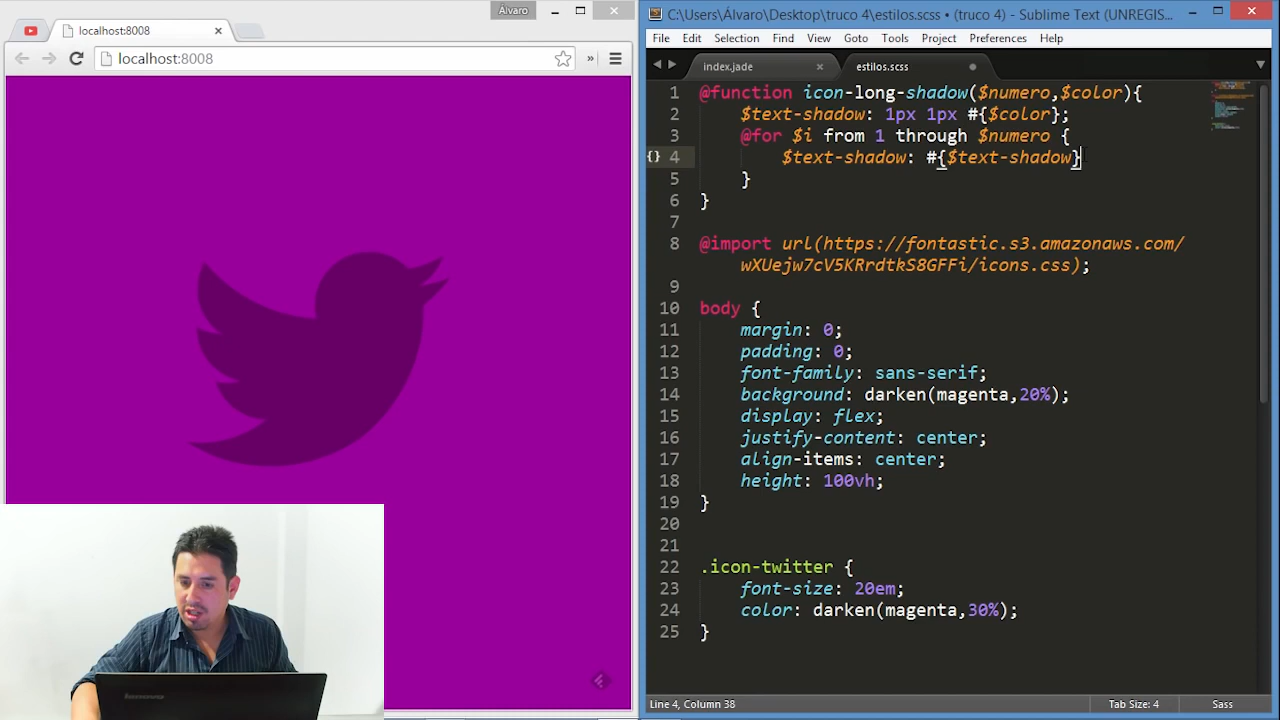 Álvaro
localhost:8008
localhost:8008
C:\Users\Álvaro\Desktop\truco 4\estilos.scss • (truco 4) - Sublime Text (UNREGIS...
File Edit Selection Find View Goto Tools Project Preferences Help
index.jade
estilos.scss
1 @function icon-long-shadow($numero,$color){
2 $text-shadow: 1px 1px #{$color};
3 @for $i from 1 through $numero {
{} 4 $text-shadow: #{$text-shadow}
5 }
6 }
7
8 @import url(https://fontastic.s3.amazonaws.com/
wXUejw7cV5KRrdtkS8GFFi/icons.css);
9
10 body {
11 margin: 0;
12 padding: 0;
13 font-family: sans-serif;
14 background: darken(magenta,20%);
15 display: flex;
16 justify-content: center;
17 align-items: center;
18 height: 100vh;
19 }
20
21
22 .icon-twitter {
23 font-size: 20em;
24 color: darken(magenta,30%);
25 }
Line 4, Column 38
Tab Size: 4
Sass